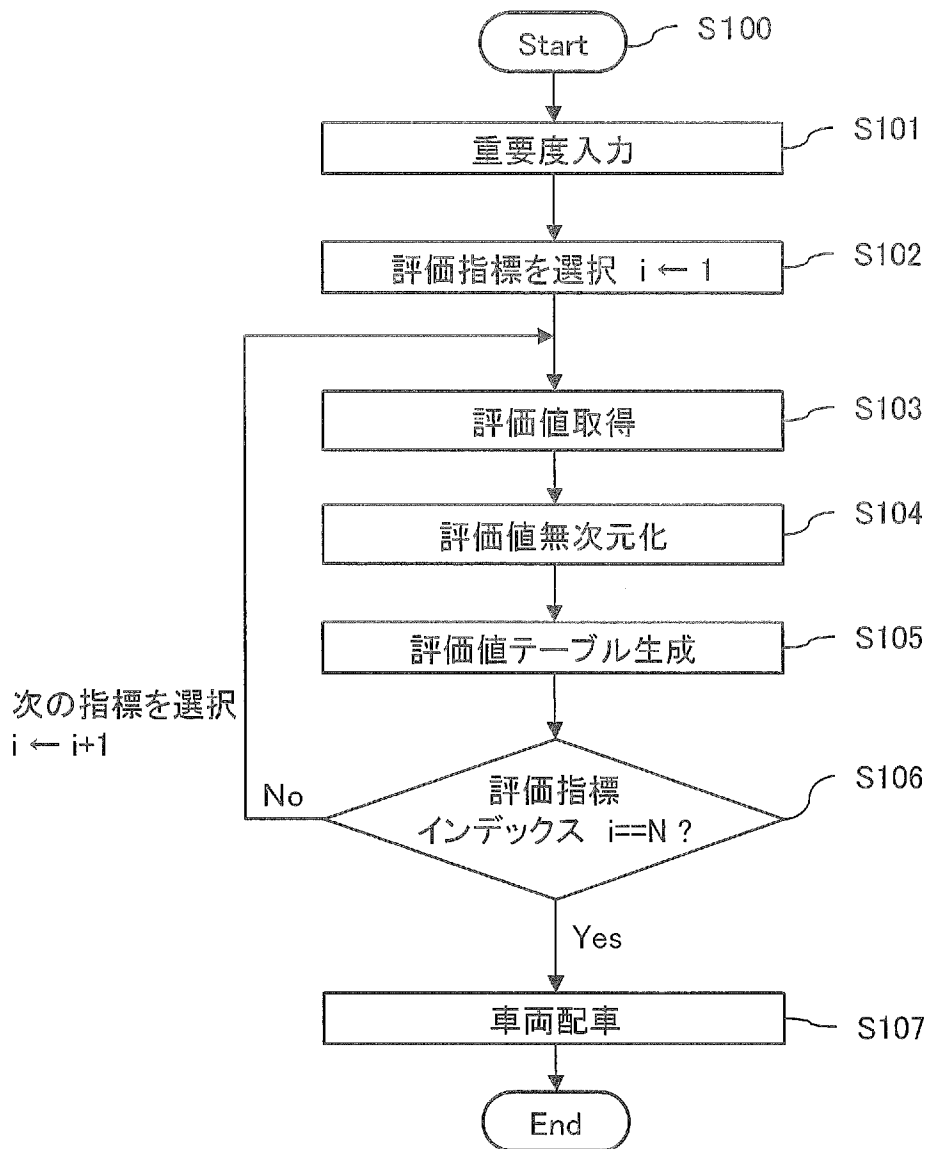 Start
S100
重要度入力
S101
評価指標を選択 i ← 1
S102
評価値取得
S103
評価値無次元化
S104
評価値テーブル生成
S105
次の指標を選択
i ← i+1
No
評価指標
インデックス i==N ?
S106
Yes
車両配車
S107
End